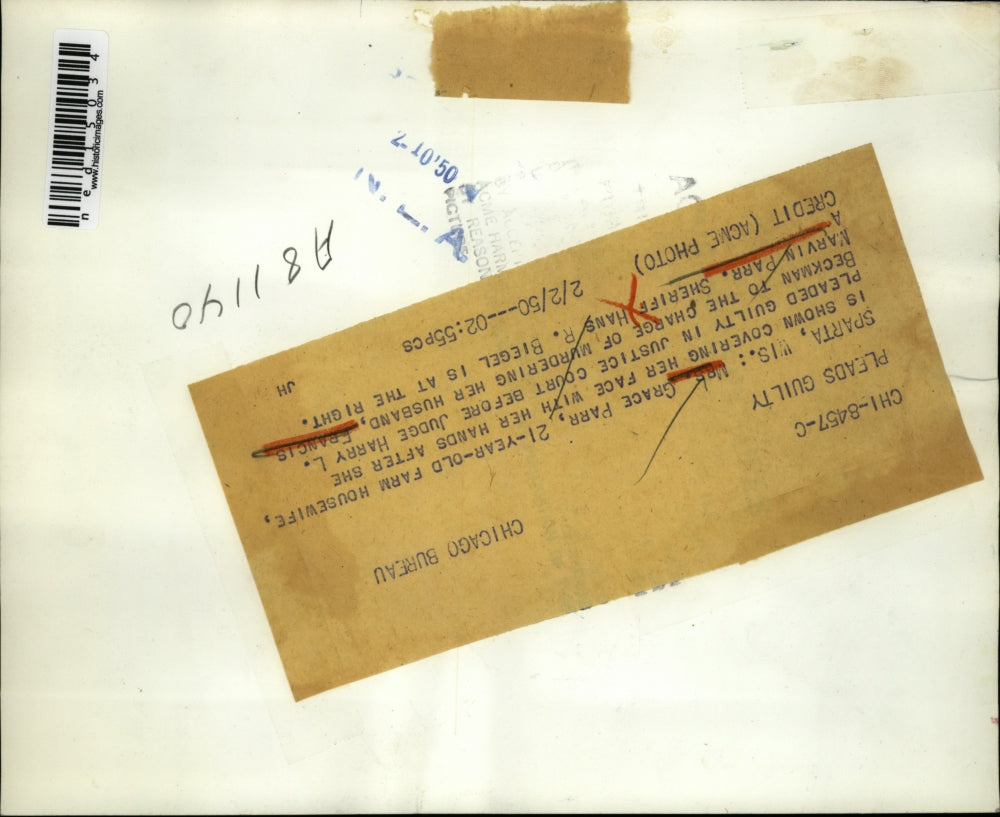 CHI-8457-C CHICAGO BUREAU
PLEADS GUILTY
SPARTA, WIS.: MRS. GRACE PARR, 21-YEAR-OLD FARM HOUSEWIFE,
IS SHOWN COVERING HER FACE WITH HER HANDS AFTER SHE
PLEADED GUILTY IN JUSTICE COURT BEFORE JUDGE HARRY L.
BECKMAN TO THE CHARGE OF MURDERING HER HUSBAND, FRANCIS
MARVIN PARR. SHERIFF HANS R. BIEGEL IS AT THE RIGHT.
A
CREDIT (ACME PHOTO) 2/2/50---02:55PCS JH
A81140
ned15034
www.historicimages.com
ACME
REASON